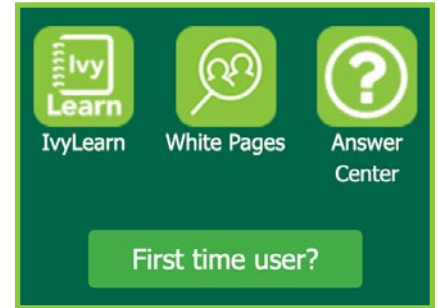 Ivy
Learn
?
IvyLearn
White Pages
Answer
Center
First time user?